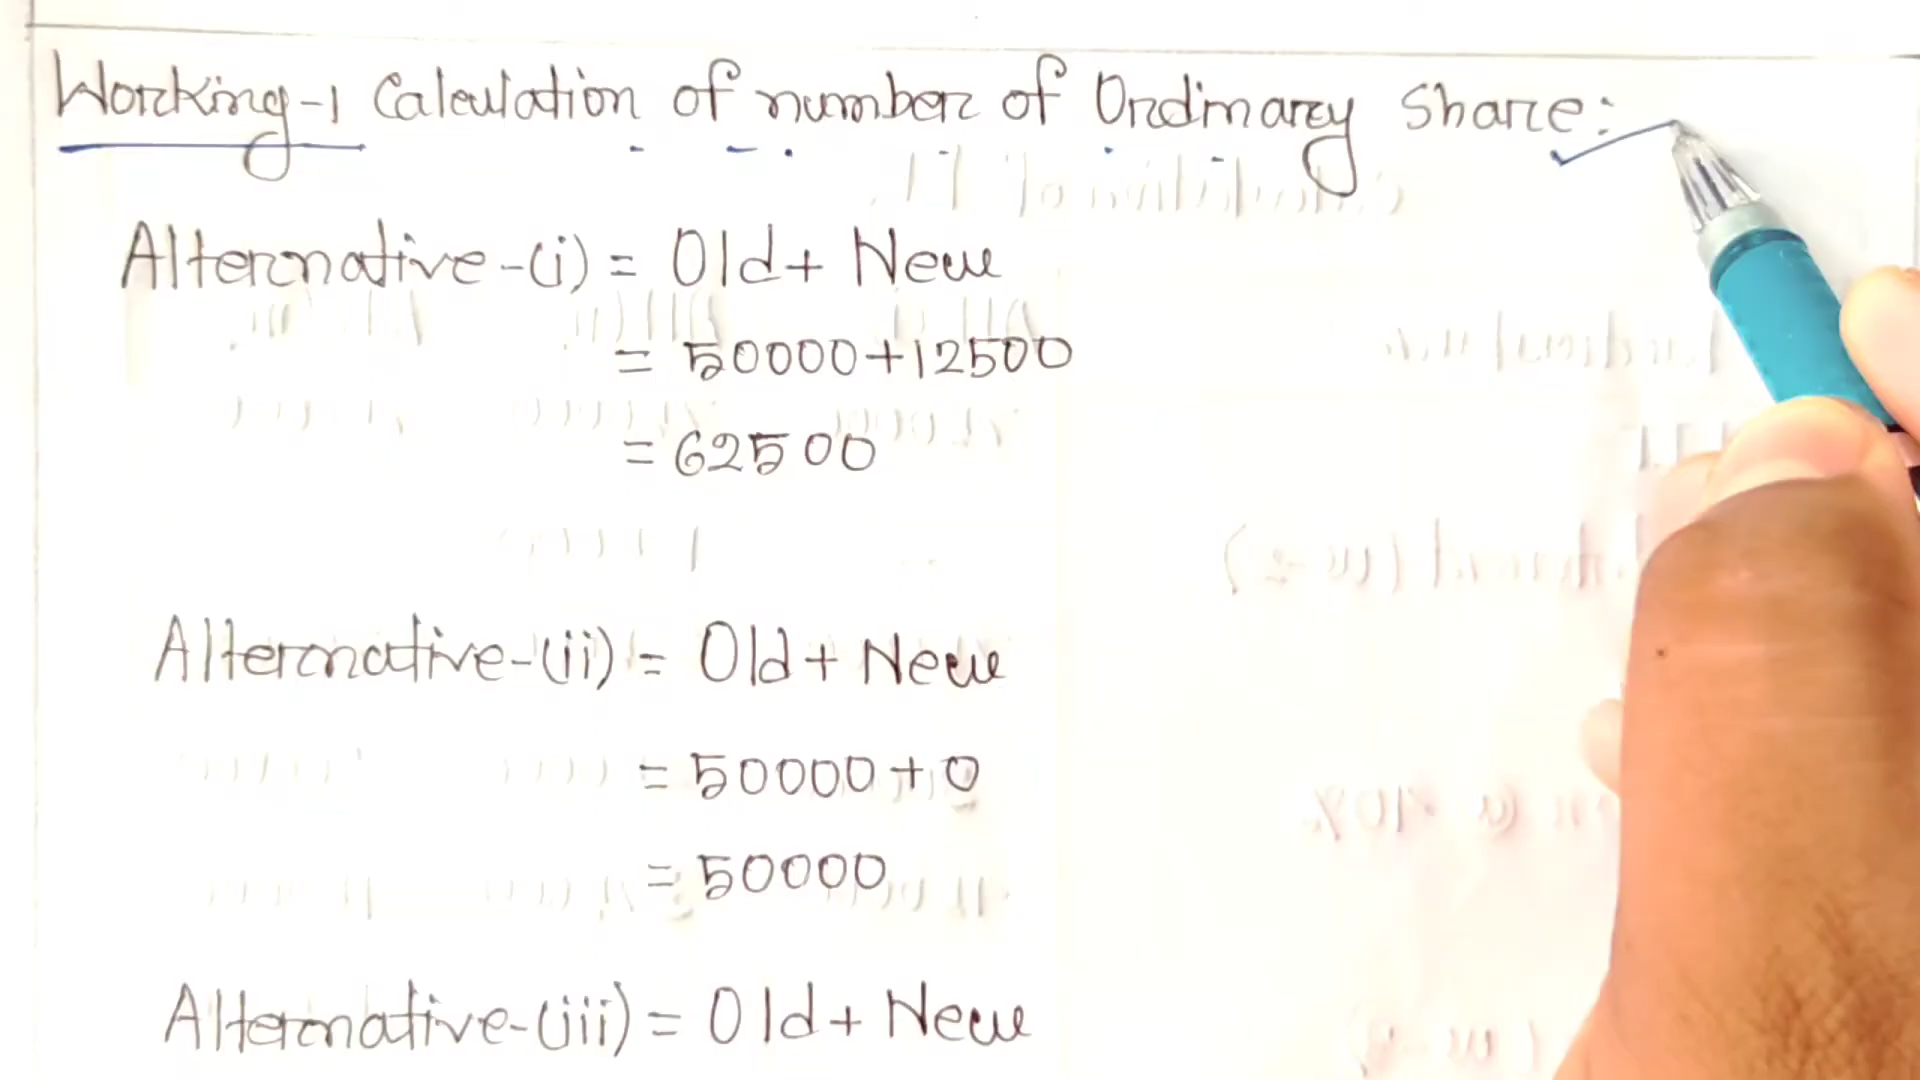 Working-1 Calculation of number of Ordinary Share:
Alternative-(i) = Old + New
= 50000+12500
= 62500
Alternative-(ii) = Old + New
= 50000 + 0
= 50000
Alternative-(iii) = Old + New